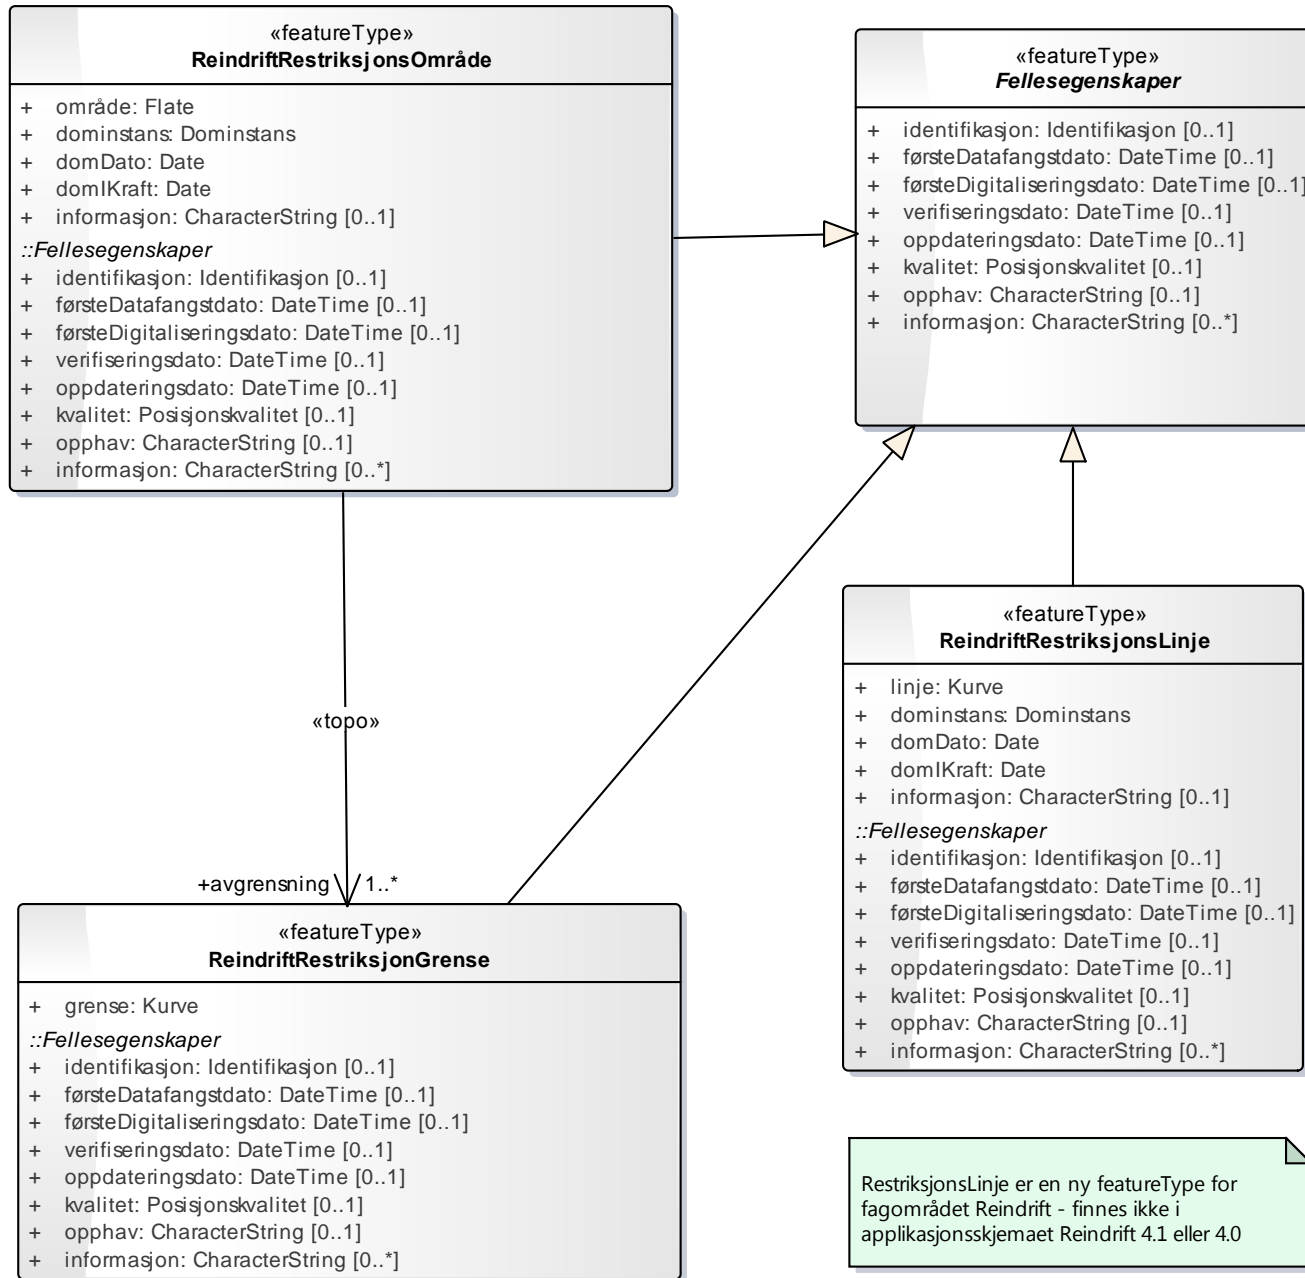 «featureType»
ReindriftRestriksjonsOmråde
+ område: Flate
+ dominstans: Dominstans
+ domDato: Date
+ domIKraft: Date
+ informasjon: CharacterString [0..1]
::Fellesegenskaper
+ identifikasjon: Identifikasjon [0..1]
+ førsteDatafangstdato: DateTime [0..1]
+ førsteDigitaliseringsdato: DateTime [0..1]
+ verifiseringsdato: DateTime [0..1]
+ oppdateringsdato: DateTime [0..1]
+ kvalitet: Posisjonskvalitet [0..1]
+ opphav: CharacterString [0..1]
+ informasjon: CharacterString [0..*]
«featureType»
Fellesegenskaper
+ identifikasjon: Identifikasjon [0..1]
+ førsteDatafangstdato: DateTime [0..1]
+ førsteDigitaliseringsdato: DateTime [0..1]
+ verifiseringsdato: DateTime [0..1]
+ oppdateringsdato: DateTime [0..1]
+ kvalitet: Posisjonskvalitet [0..1]
+ opphav: CharacterString [0..1]
+ informasjon: CharacterString [0..*]
«topo»
+avgrensning 1..*
«featureType»
ReindriftRestriksjonsLinje
+ linje: Kurve
+ dominstans: Dominstans
+ domDato: Date
+ domIKraft: Date
+ informasjon: CharacterString [0..1]
::Fellesegenskaper
+ identifikasjon: Identifikasjon [0..1]
+ førsteDatafangstdato: DateTime [0..1]
+ førsteDigitaliseringsdato: DateTime [0..1]
+ verifiseringsdato: DateTime [0..1]
+ oppdateringsdato: DateTime [0..1]
+ kvalitet: Posisjonskvalitet [0..1]
+ opphav: CharacterString [0..1]
+ informasjon: CharacterString [0..*]
«featureType»
ReindriftRestriksjonGrense
+ grense: Kurve
::Fellesegenskaper
+ identifikasjon: Identifikasjon [0..1]
+ førsteDatafangstdato: DateTime [0..1]
+ førsteDigitaliseringsdato: DateTime [0..1]
+ verifiseringsdato: DateTime [0..1]
+ oppdateringsdato: DateTime [0..1]
+ kvalitet: Posisjonskvalitet [0..1]
+ opphav: CharacterString [0..1]
+ informasjon: CharacterString [0..*]
RestriksjonsLinje er en ny featureType for
fagområdet Reindrift - finnes ikke i
applikasjonsskjemaet Reindrift 4.1 eller 4.0